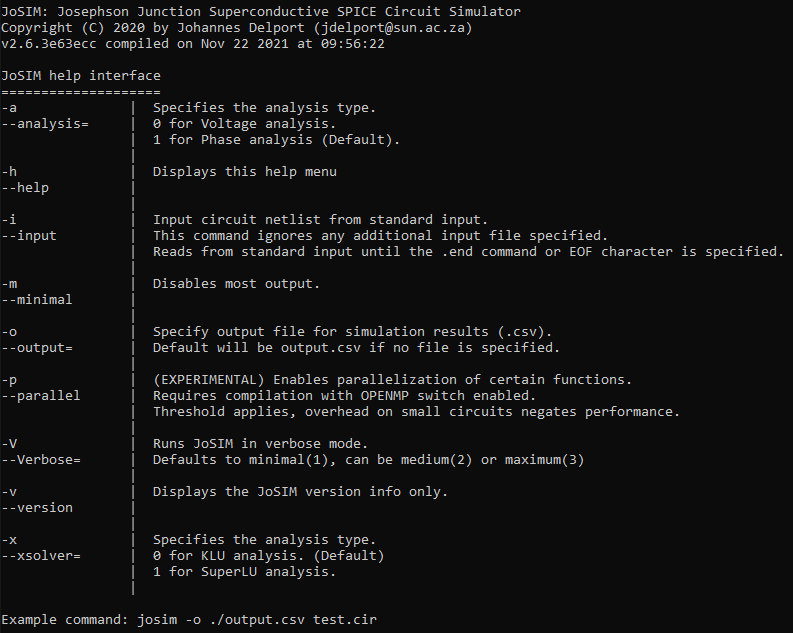 JoSIM: Josephson Junction Superconductive SPICE Circuit Simulator
Copyright (C) 2020 by Johannes Delport (jdelport@sun.ac.za)
v2.6.3e63ecc compiled on Nov 22 2021 at 09:56:22

JoSIM help interface
====================
-a              |  Specifies the analysis type.
--analysis=     |  0 for Voltage analysis.
                |  1 for Phase analysis (Default).
                |
-h              |  Displays this help menu
--help          |
                |
-i              |  Input circuit netlist from standard input.
--input         |  This command ignores any additional input file specified.
                |  Reads from standard input until the .end command or EOF character is specified.
                |
-m              |  Disables most output.
--minimal       |
                |
-o              |  Specify output file for simulation results (.csv).
--output=       |  Default will be output.csv if no file is specified.
                |
-p              |  (EXPERIMENTAL) Enables parallelization of certain functions.
--parallel      |  Requires compilation with OPENMP switch enabled.
                |  Threshold applies, overhead on small circuits negates performance.
                |
-V              |  Runs JoSIM in verbose mode.
--Verbose=      |  Defaults to minimal(1), can be medium(2) or maximum(3)
                |
-v              |  Displays the JoSIM version info only.
--version       |
                |
-x              |  Specifies the analysis type.
--xsolver=      |  0 for KLU analysis. (Default)
                |  1 for SuperLU analysis.
                |

Example command: josim -o ./output.csv test.cir